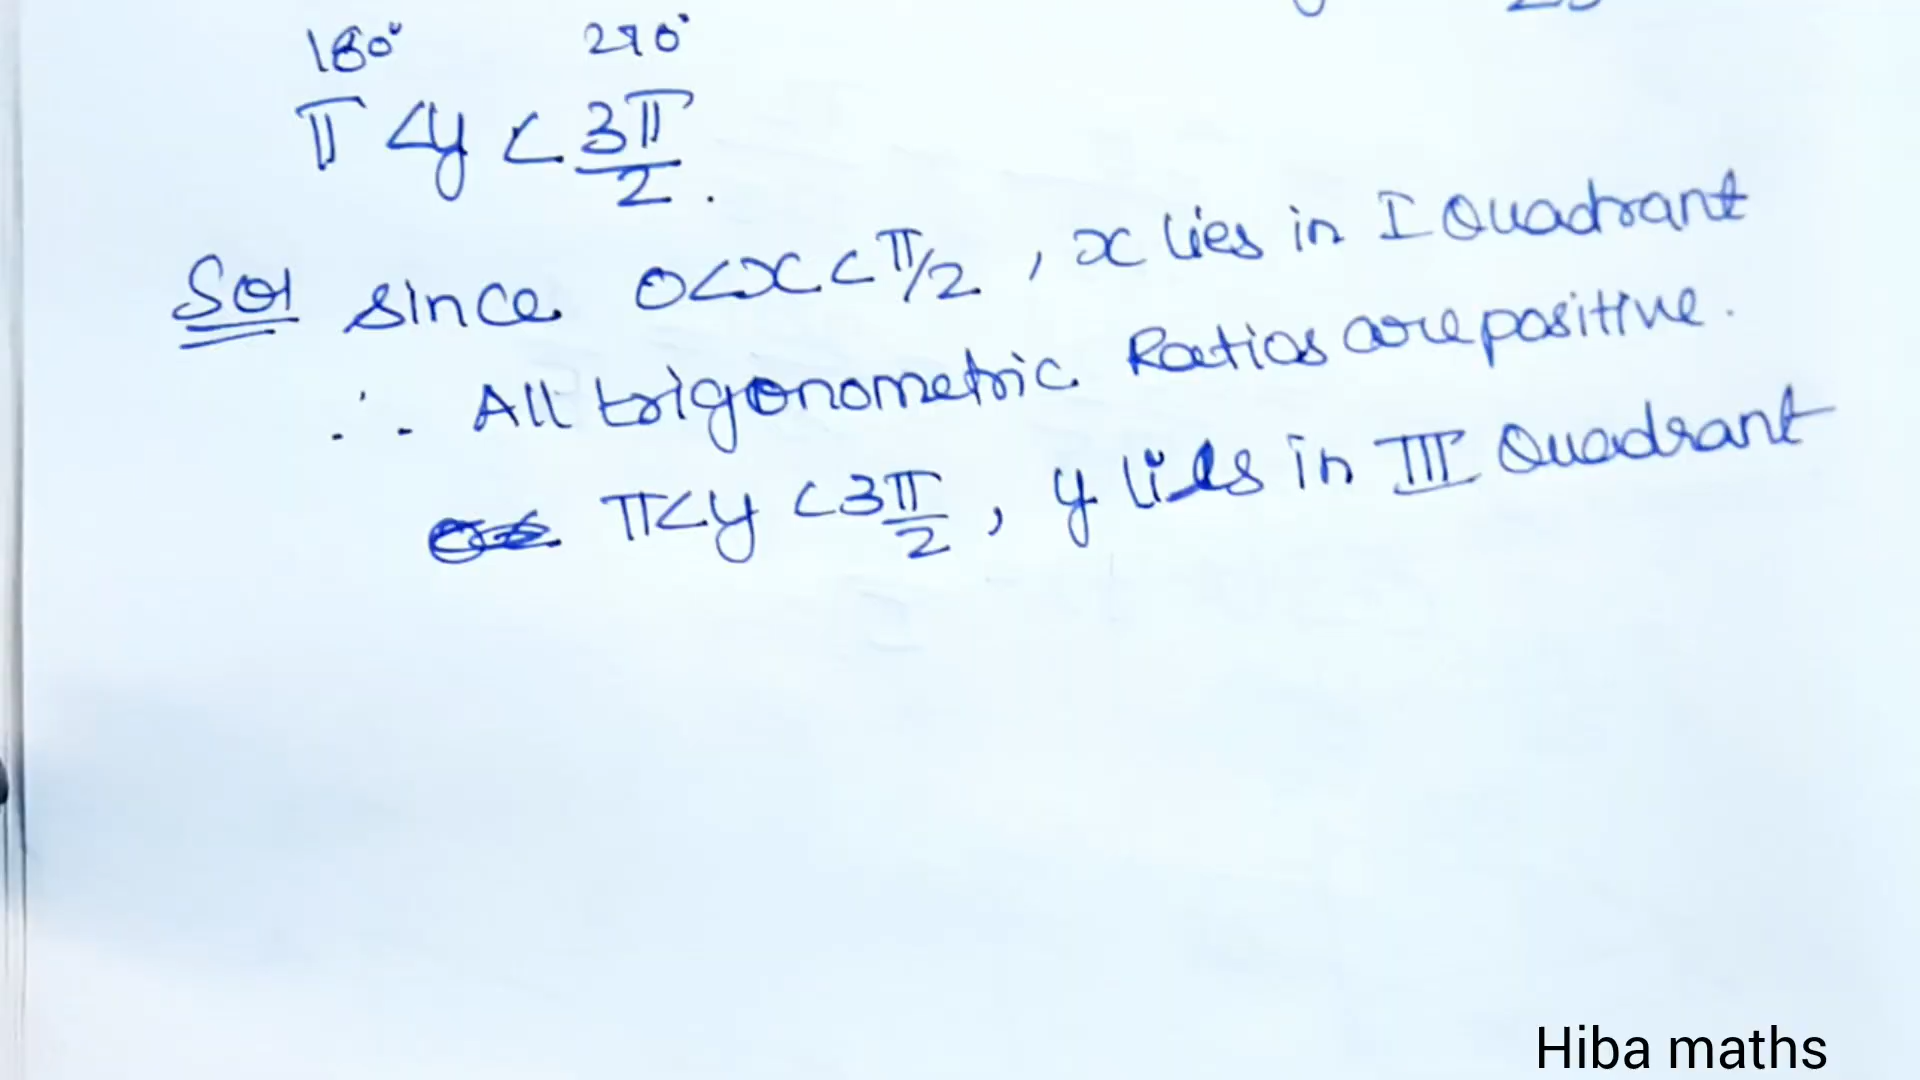 180° 270°
π < y < 3π/2.
Sol since 0<x<π/2, x lies in I Quadrant
∴ All trigonometric Ratios are positive.
π<y<3π/2, y lies in III Quadrant
Hiba maths